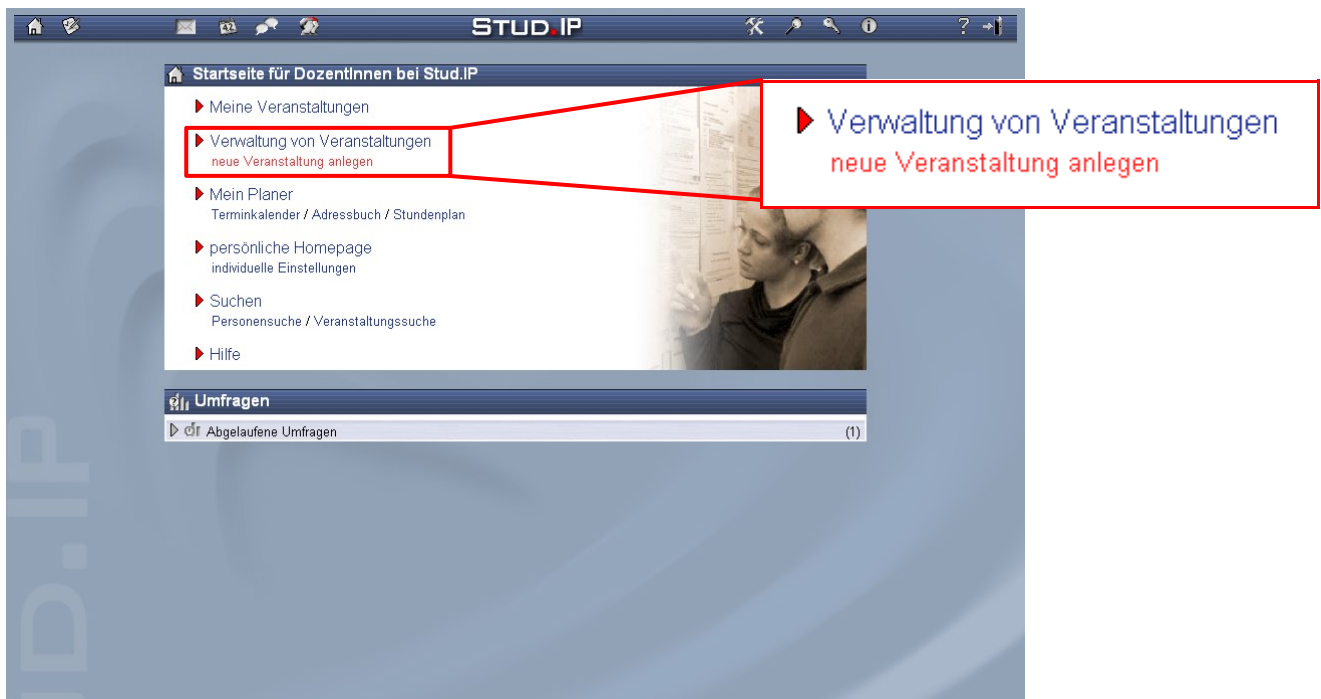 STUD.IP
?
Startseite für DozentInnen bei Stud.IP
Meine Veranstaltungen
Verwaltung von Veranstaltungen
neue Veranstaltung anlegen
Verwaltung von Veranstaltungen
neue Veranstaltung anlegen
Mein Planer
Terminkalender / Adressbuch / Stundenplan
persönliche Homepage
individuelle Einstellungen
Suchen
Personensuche / Veranstaltungssuche
Hilfe
Umfragen
Abgelaufene Umfragen (1)
UD.IP